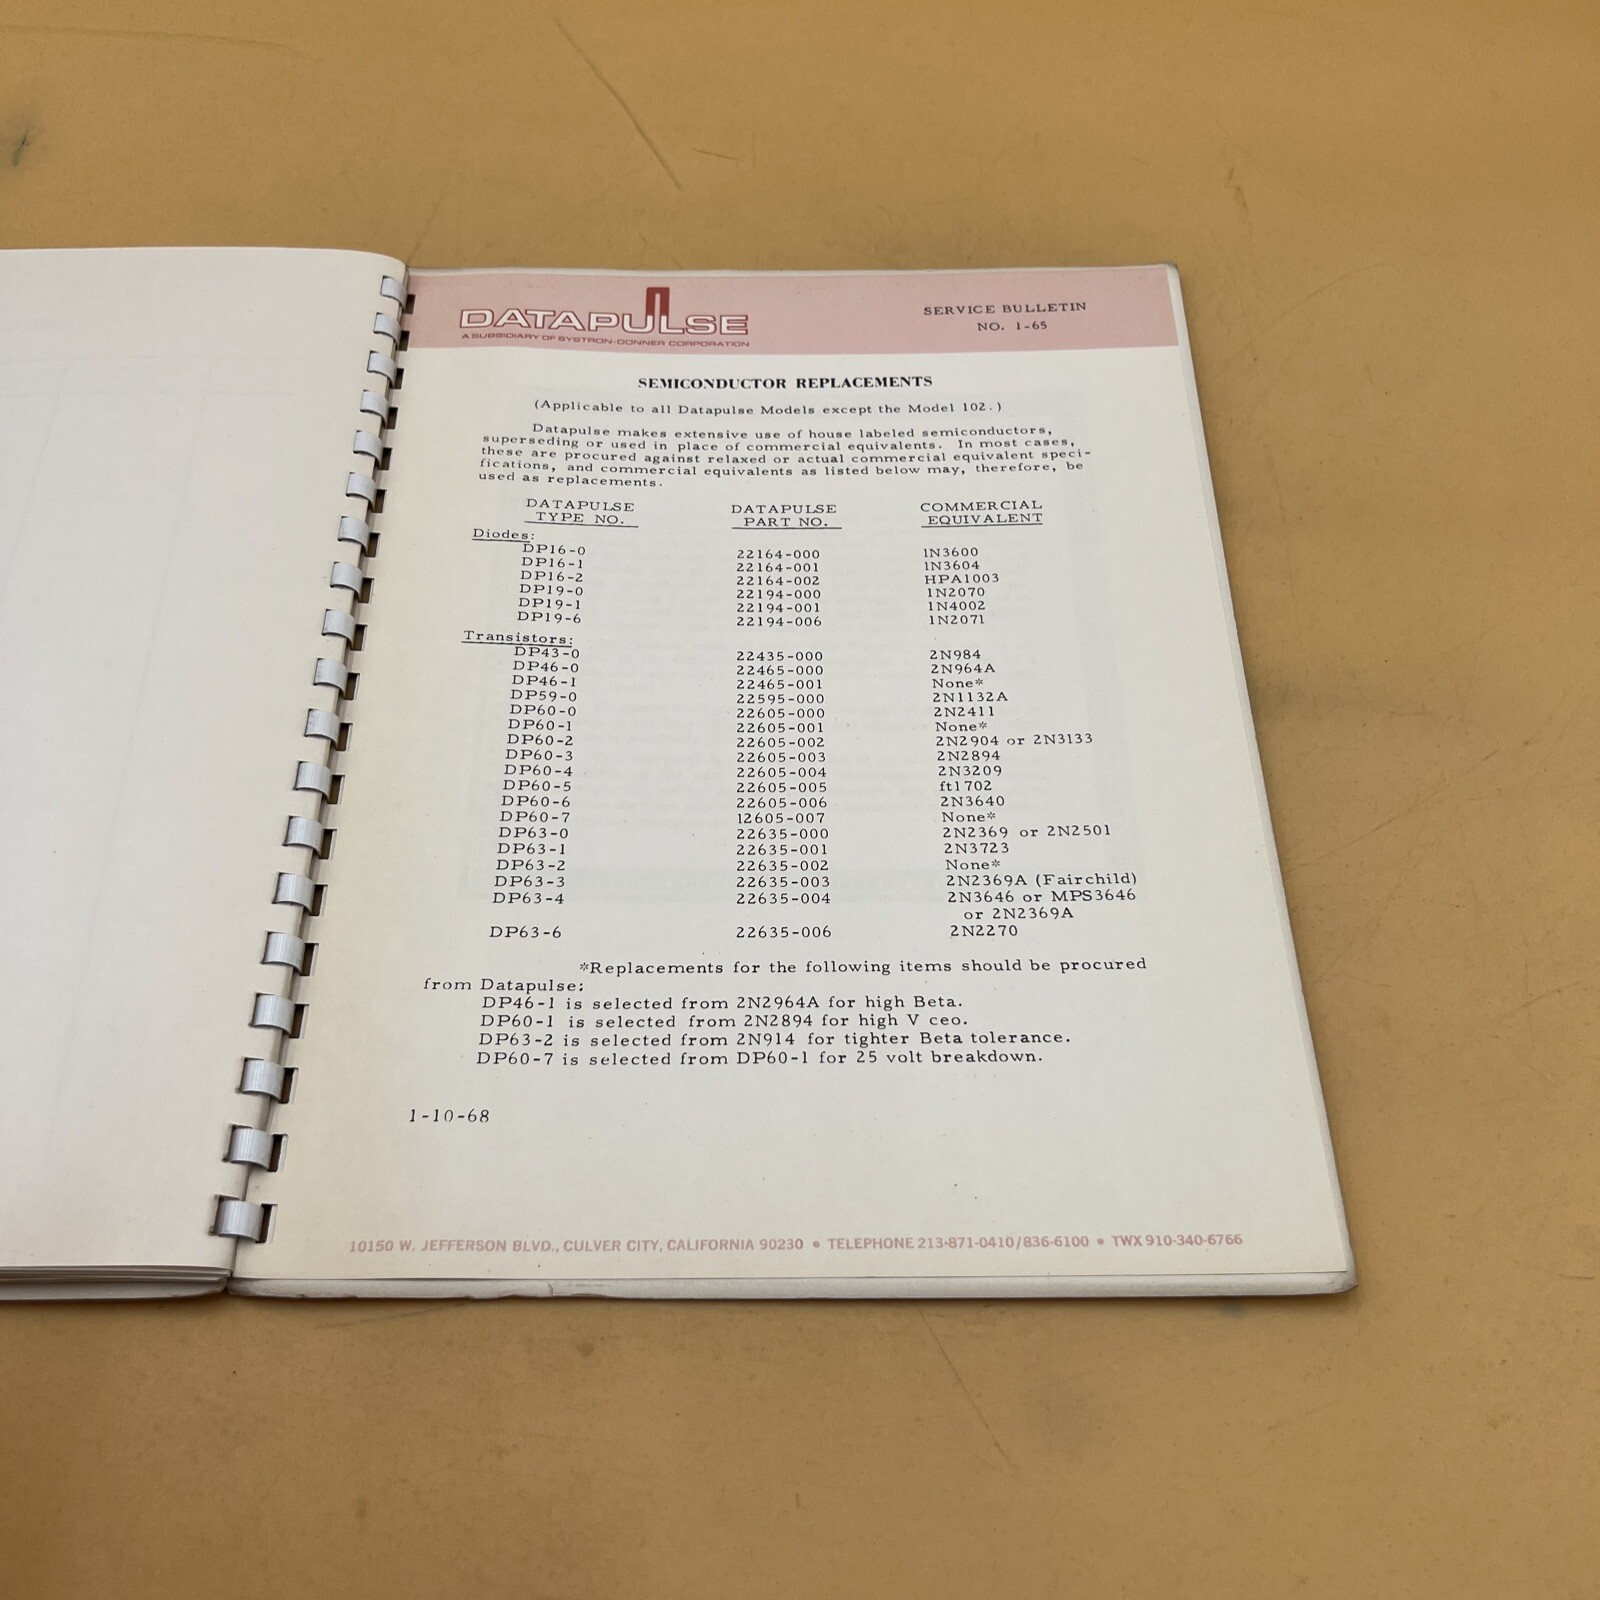 DATAPULSE
A SUBSIDIARY OF SYSTRON-DONNER CORPORATION
SERVICE BULLETIN
NO. 1-65
SEMICONDUCTOR REPLACEMENTS
(Applicable to all Datapulse Models except the Model 102.)
Datapulse makes extensive use of house labeled semiconductors,
superseding or used in place of commercial equivalents. In most cases,
these are procured against relaxed or actual commercial equivalent speci-
fications, and commercial equivalents as listed below may, therefore, be
used as replacements.
DATAPULSE TYPE NO. DATAPULSE PART NO. COMMERCIAL EQUIVALENT
Diodes:
DP16-0 22164-000 1N3600
DP16-1 22164-001 1N3604
DP16-2 22164-002 HPA1003
DP19-0 22194-000 1N2070
DP19-1 22194-001 1N4002
DP19-6 22194-006 1N2071
Transistors:
DP43-0 22435-000 2N984
DP46-0 22465-000 2N964A
DP46-1 22465-001 None*
DP59-0 22595-000 2N1132A
DP60-0 22605-000 2N2411
DP60-1 22605-001 None*
DP60-2 22605-002 2N2904 or 2N3133
DP60-3 22605-003 2N2894
DP60-4 22605-004 2N3209
DP60-5 22605-005 ft1702
DP60-6 22605-006 2N3640
DP60-7 12605-007 None*
DP63-0 22635-000 2N2369 or 2N2501
DP63-1 22635-001 2N3723
DP63-2 22635-002 None*
DP63-3 22635-003 2N2369A (Fairchild)
DP63-4 22635-004 2N3646 or MPS3646
or 2N2369A
DP63-6 22635-006 2N2270
*Replacements for the following items should be procured
from Datapulse:
DP46-1 is selected from 2N2964A for high Beta.
DP60-1 is selected from 2N2894 for high V ceo.
DP63-2 is selected from 2N914 for tighter Beta tolerance.
DP60-7 is selected from DP60-1 for 25 volt breakdown.
1-10-68
10150 W. JEFFERSON BLVD., CULVER CITY, CALIFORNIA 90230 • TELEPHONE 213-871-0410/836-6100 • TWX 910-340-6766